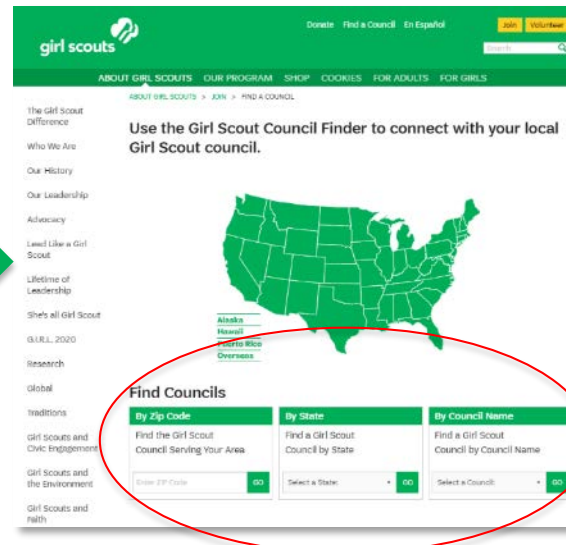 girl scouts
Donate Find a Council En Español
Join Volunteer
Search
ABOUT GIRL SCOUTS OUR PROGRAM SHOP COOKIES FOR ADULTS FOR GIRLS
ABOUT GIRL SCOUTS > JOIN > FIND A COUNCIL
The Girl Scout
Difference
Who We Are
Our History
Our Leadership
Advocacy
Lead Like a Girl
Scout
Lifetime of
Leadership
She's all Girl Scout
G.I.R.L. 2020
Research
Global
Traditions
Girl Scouts and
Civic Engagement
Girl Scouts and
the Environment
Girl Scouts and
Faith
Use the Girl Scout Council Finder to connect with your local
Girl Scout council.
Alaska
Hawaii
Puerto Rico
Overseas
Find Councils
By Zip Code
Find the Girl Scout
Council Serving Your Area
Enter ZIP Code GO
By State
Find a Girl Scout
Council by State
Select a State: GO
By Council Name
Find a Girl Scout
Council by Council Name
Select a Council: GO